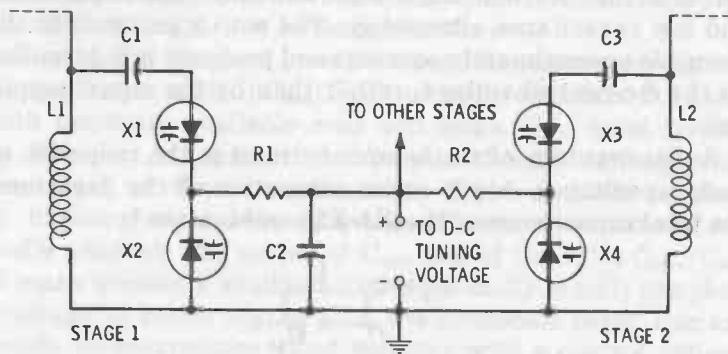 C1
C3
L1
TO OTHER STAGES
L2
X1
X3
R1
R2
X2
C2
TO D-C
TUNING
VOLTAGE
X4
STAGE 1
STAGE 2